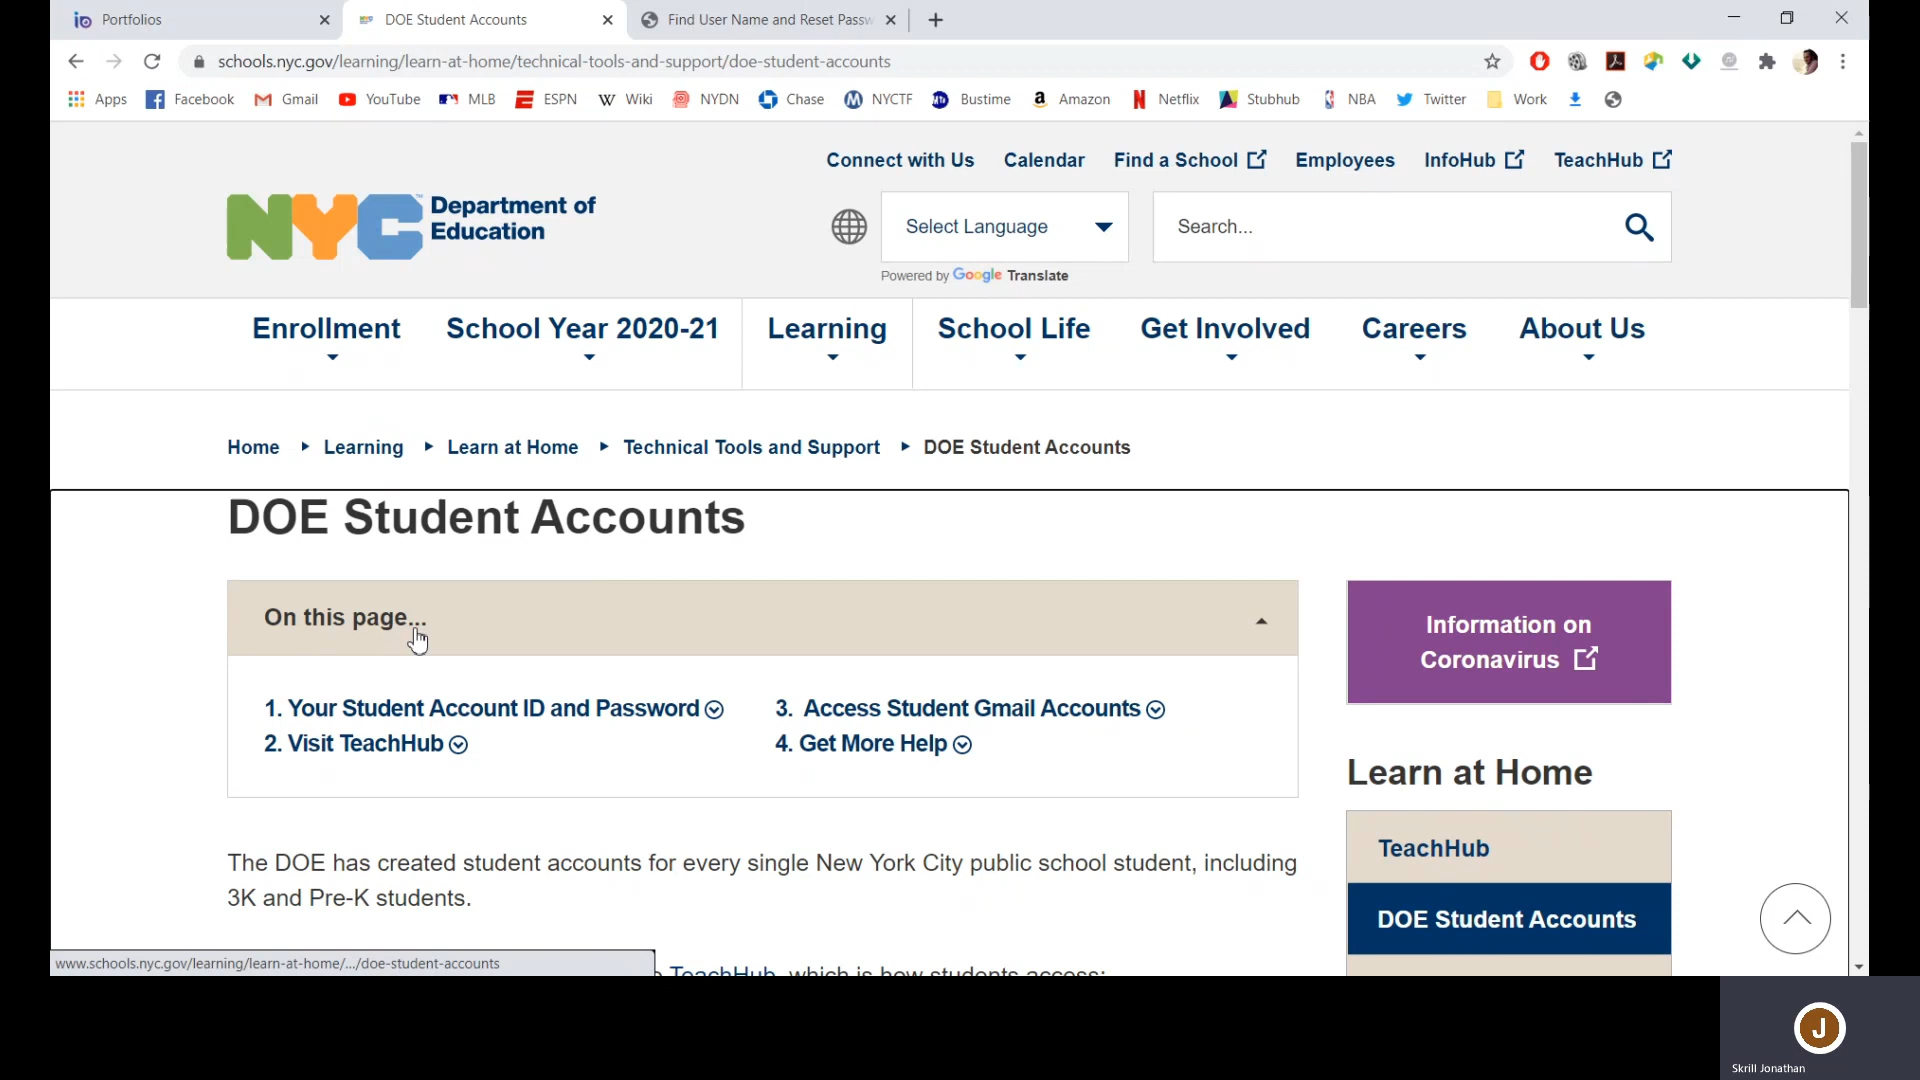 Portfolios
DOE Student Accounts
Find User Name and Reset Passw
schools.nyc.gov/learning/learn-at-home/technical-tools-and-support/doe-student-accounts
Apps Facebook Gmail YouTube MLB ESPN Wiki NYDN Chase NYCTF Bustime Amazon Netflix Stubhub NBA Twitter Work
Connect with Us Calendar Find a School Employees InfoHub TeachHub
NYC Department of
Education
Select Language
Search...
Powered by Google Translate
Enrollment School Year 2020-21 Learning School Life Get Involved Careers About Us
Home Learning Learn at Home Technical Tools and Support DOE Student Accounts
DOE Student Accounts
On this page...
1. Your Student Account ID and Password
2. Visit TeachHub
3. Access Student Gmail Accounts
4. Get More Help
Information on
Coronavirus
Learn at Home
TeachHub
DOE Student Accounts
The DOE has created student accounts for every single New York City public school student, including
3K and Pre-K students.
TeachHub, which is how students access:
www.schools.nyc.gov/learning/learn-at-home/.../doe-student-accounts
J
Skrill Jonathan